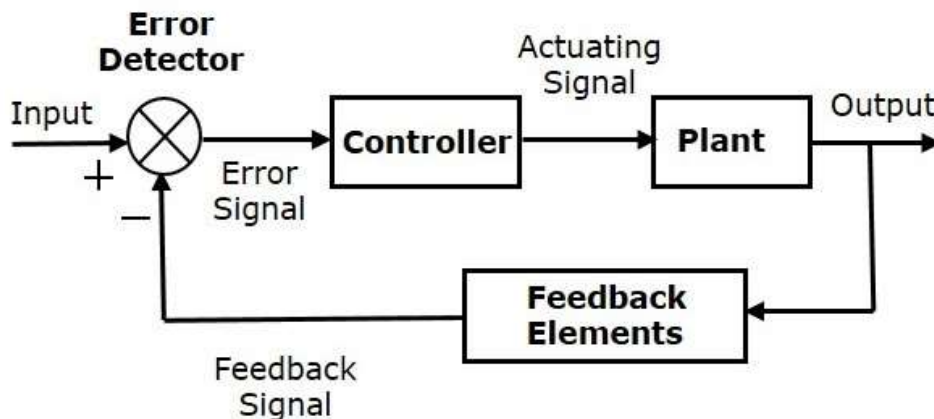 Error
Detector
Input
+
−
Error
Signal
Controller
Actuating
Signal
Plant
Output
Feedback
Elements
Feedback
Signal